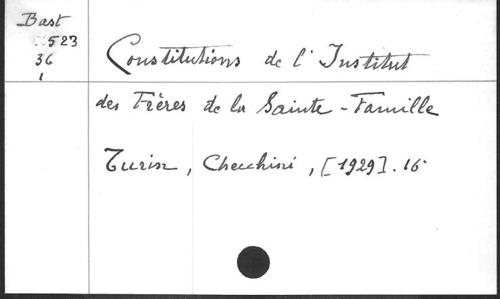 Bast
523
36
1
Constitutions de l'Institut
des Frères de la Sainte-Famille
Turin, Checchini, [1929]. 16